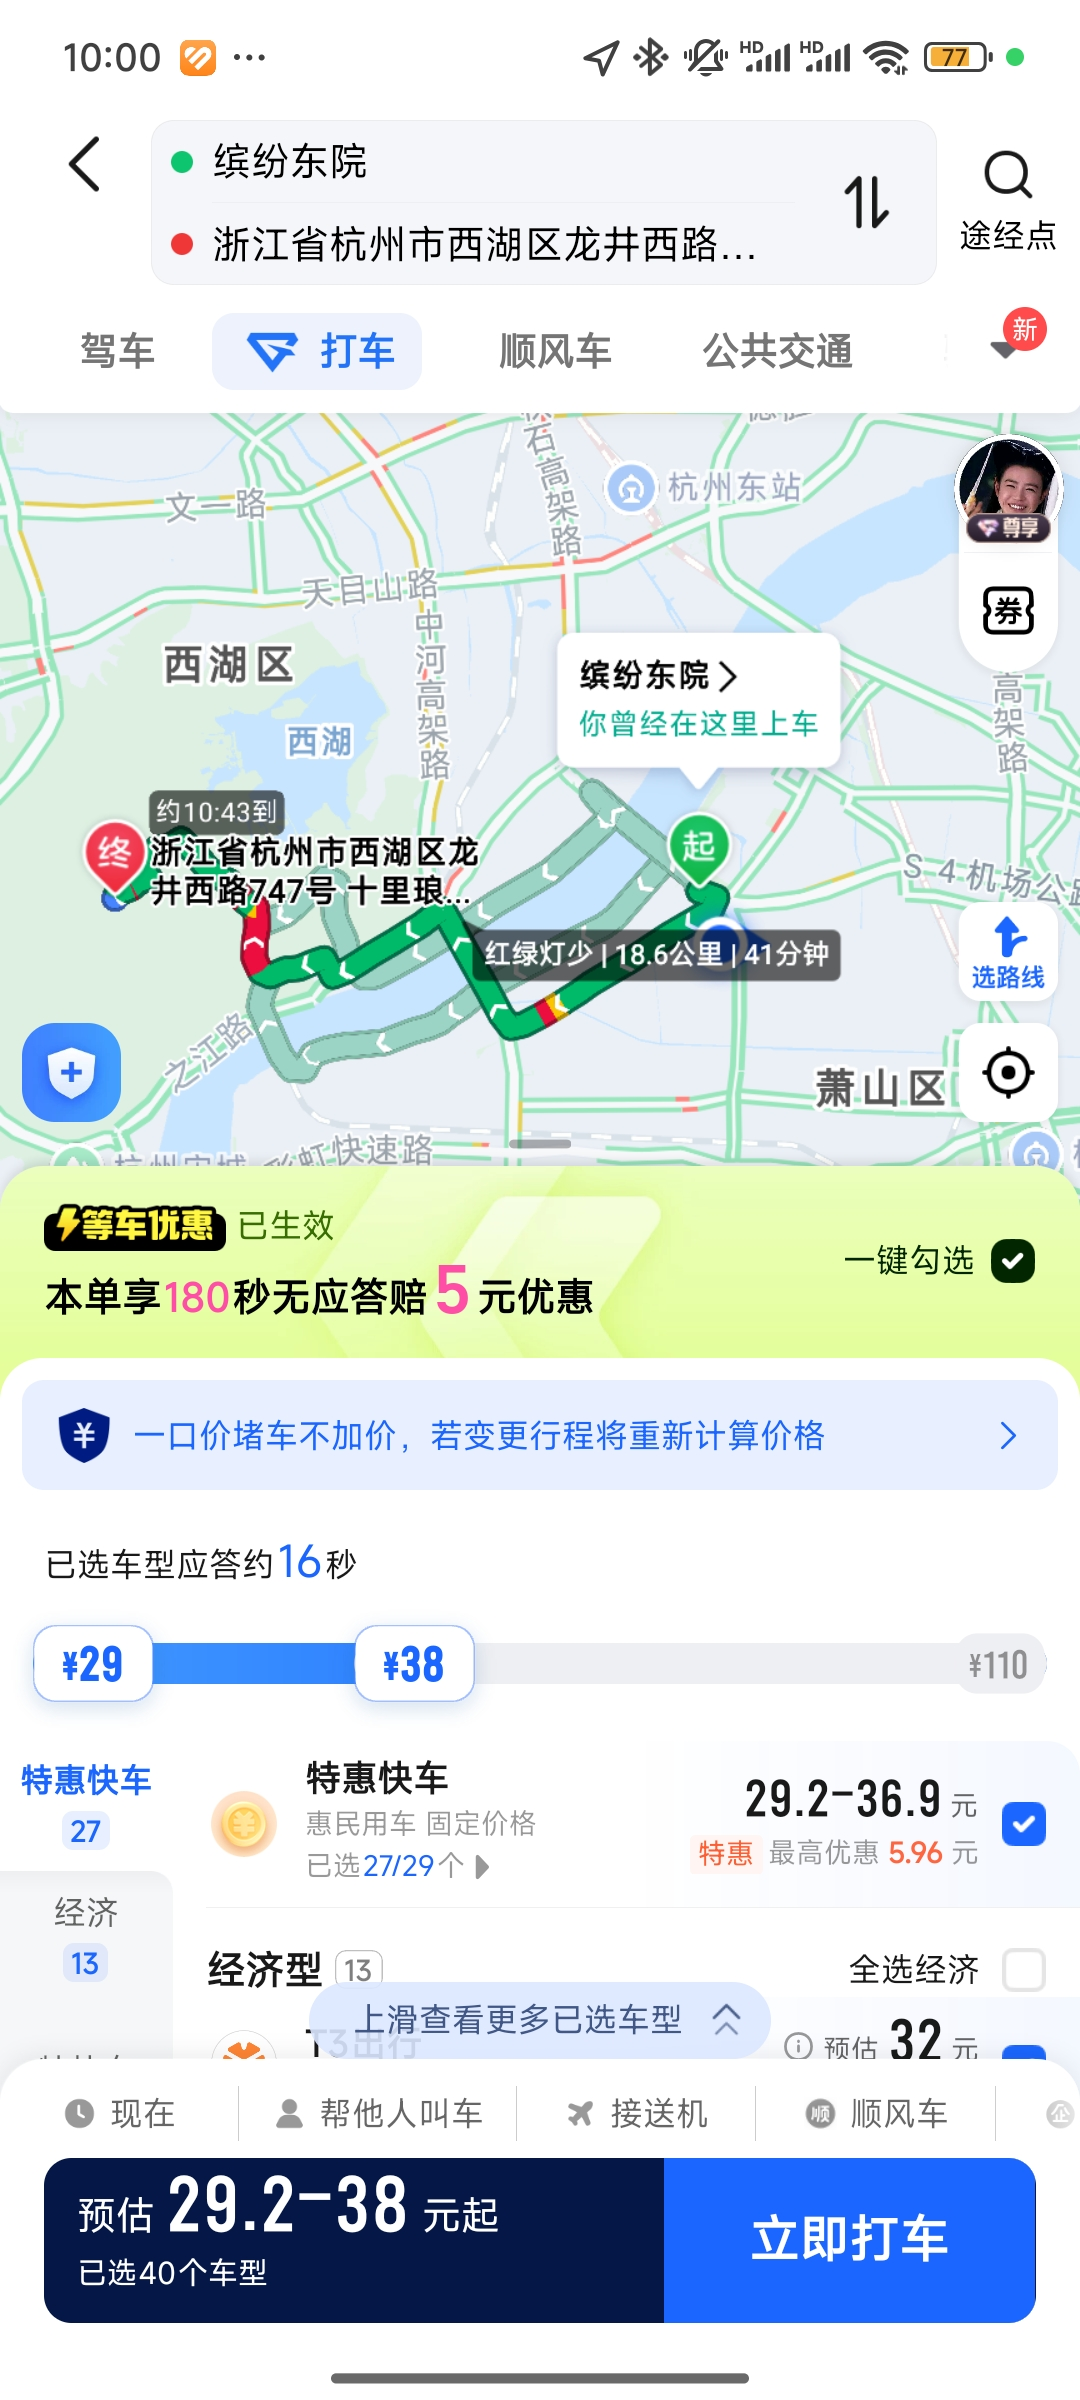 10:00
HD HD 77
缤纷东院
浙江省杭州市西湖区龙井西路...
途经点
驾车
打车
顺风车
公共交通
新
文一路
石高架路
杭州东站
天目山路
中河高架路
西湖区
西湖
尊享
券
缤纷东院
你曾经在这里上车
高架路
约10:43到
终
浙江省杭州市西湖区龙
井西路747号 十里琅...
起
S4机场公路
红绿灯少 | 18.6公里 | 41分钟
选路线
之江路
萧山区
彩虹快速路
等车优惠 已生效
本单享180秒无应答赔5元优惠
一键勾选
一口价堵车不加价，若变更行程将重新计算价格
已选车型应答约16秒
¥29
¥38
¥110
特惠快车
27
经济
13
特惠快车
惠民用车 固定价格
已选27/29个
29.2-36.9 元
特惠 最高优惠 5.96 元
经济型 13
全选经济
上滑查看更多已选车型
T3出行
预估 32 元
现在
帮他人叫车
接送机
顺 顺风车
企
预估 29.2-38 元起
已选40个车型
立即打车